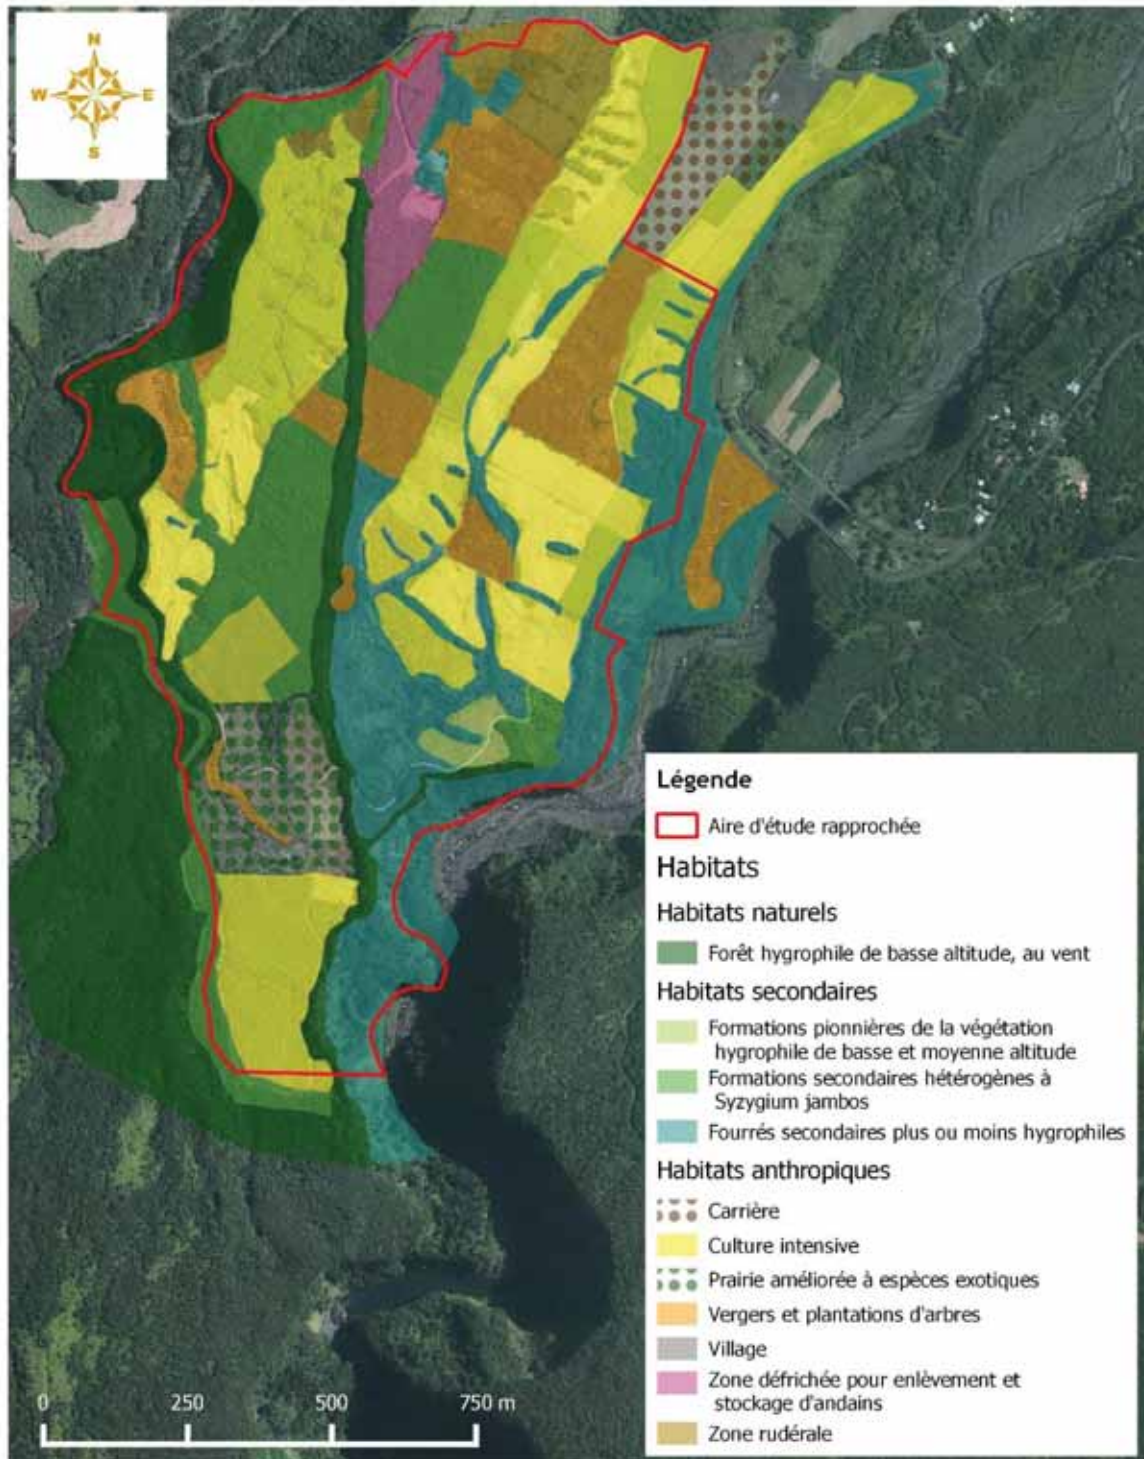 N
W
E
S
Légende
Aire d'étude rapprochée
Habitats
Habitats naturels
Forêt hygrophile de basse altitude, au vent
Habitats secondaires
Formations pionnières de la végétation
hygrophile de basse et moyenne altitude
Formations secondaires hétérogènes à
Syzygium jambos
Fourrés secondaires plus ou moins hygrophiles
Habitats anthropiques
Carrière
Culture intensive
Prairie améliorée à espèces exotiques
Vergers et plantations d'arbres
Village
Zone défrichée pour enlèvement et
stockage d'andains
Zone rudérale
0 250 500 750 m